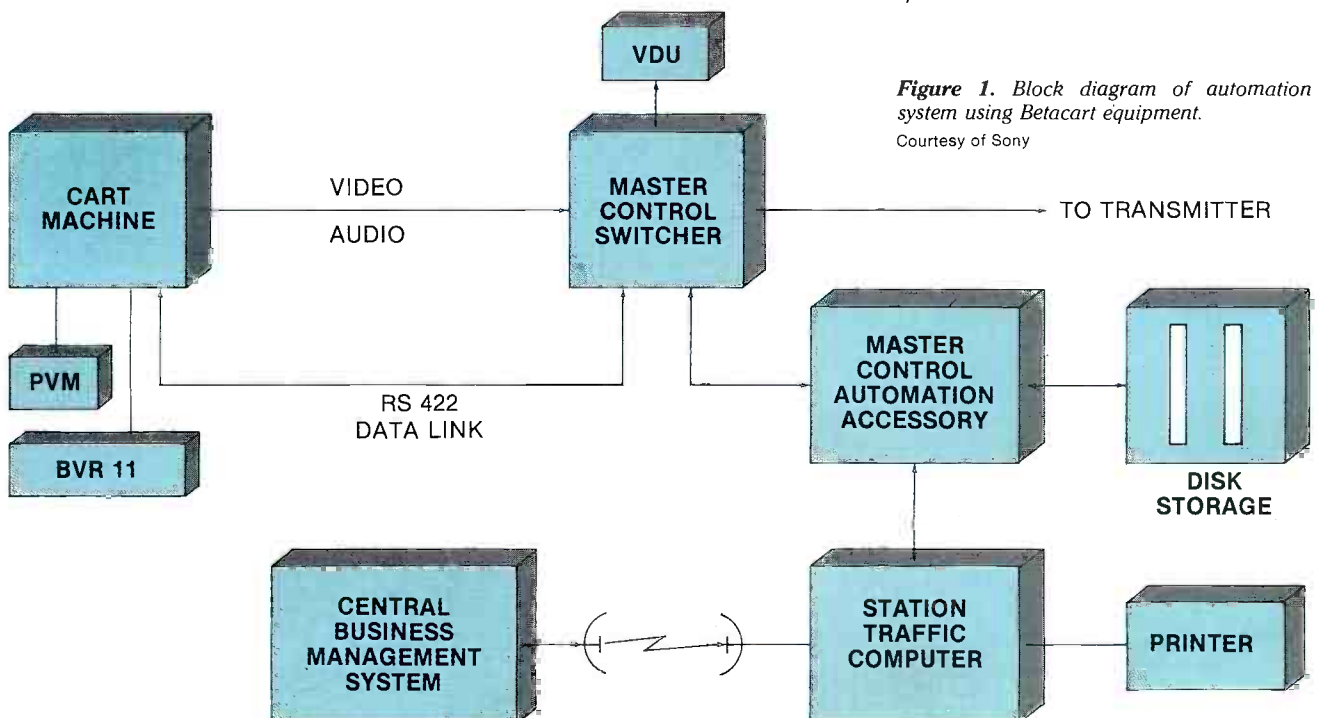 VDU
Figure 1. Block diagram of automation
system using Betacart equipment.
Courtesy of Sony
CART
MACHINE
VIDEO
AUDIO
MASTER
CONTROL
SWITCHER
TO TRANSMITTER
PVM
BVR 11
RS 422
DATA LINK
MASTER
CONTROL
AUTOMATION
ACCESSORY
DISK
STORAGE
CENTRAL
BUSINESS
MANAGEMENT
SYSTEM
STATION
TRAFFIC
COMPUTER
PRINTER